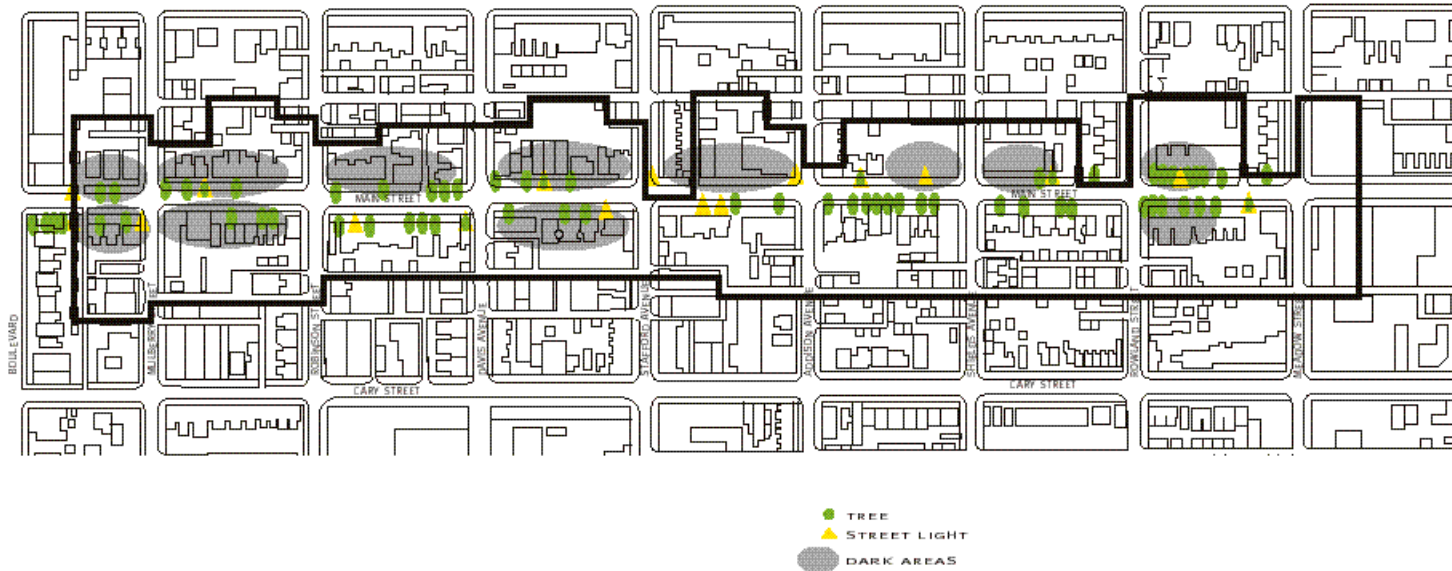 MAIN STREET
MAIN STREET
BOULEVARD
MULBERRY STREET
ROBINSON STREET
DAVIS AVENUE
STAFFORD AVENUE
ADDISON AVENUE
SHIELDS AVENUE
ROWLAND STREET
MEADOW STREET
CARY STREET
CARY STREET
TREE
STREET LIGHT
DARK AREAS